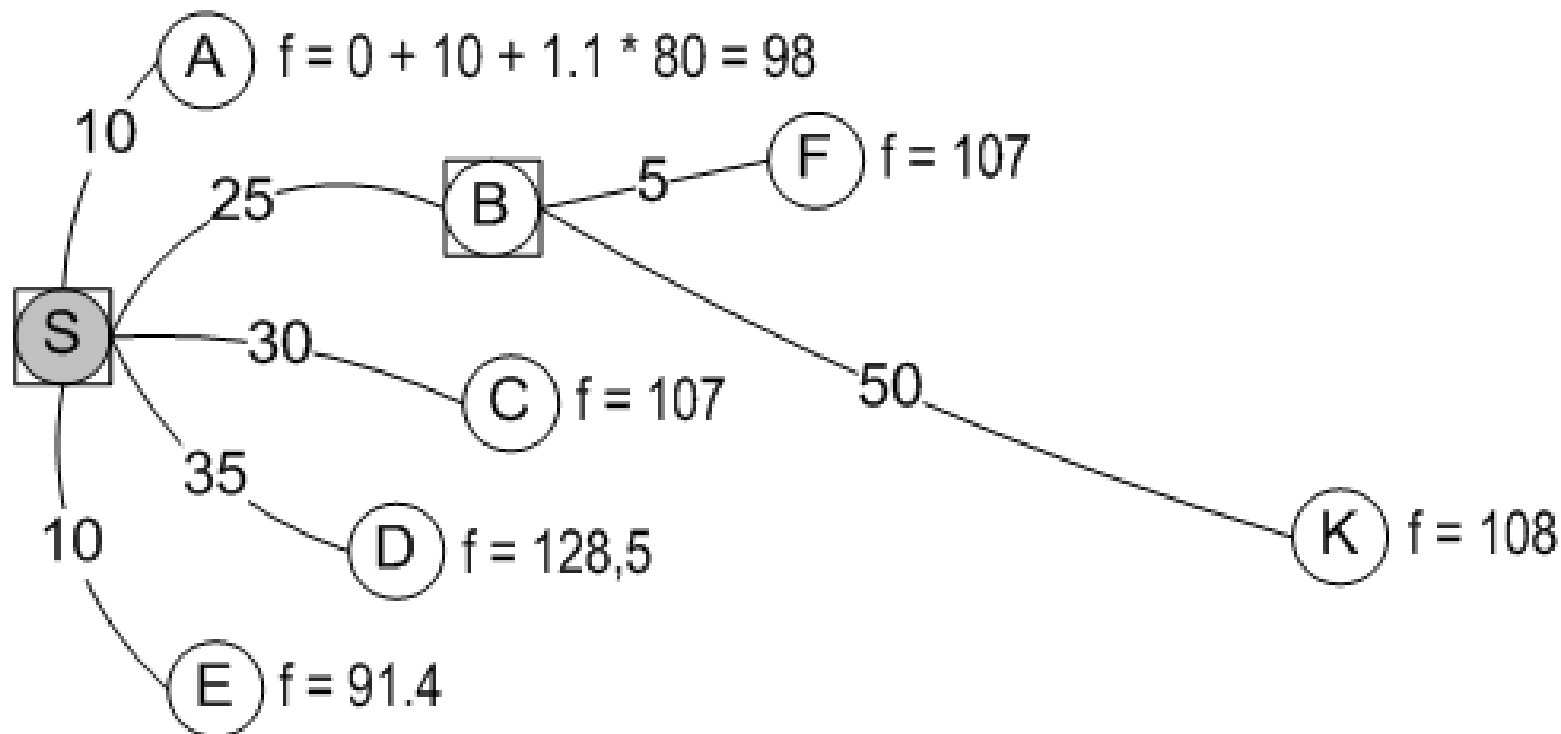 A f = 0 + 10 + 1.1 * 80 = 98
10
F f = 107
5
25
B
S
30
50
C f = 107
35
K f = 108
10
D f = 128,5
E f = 91.4